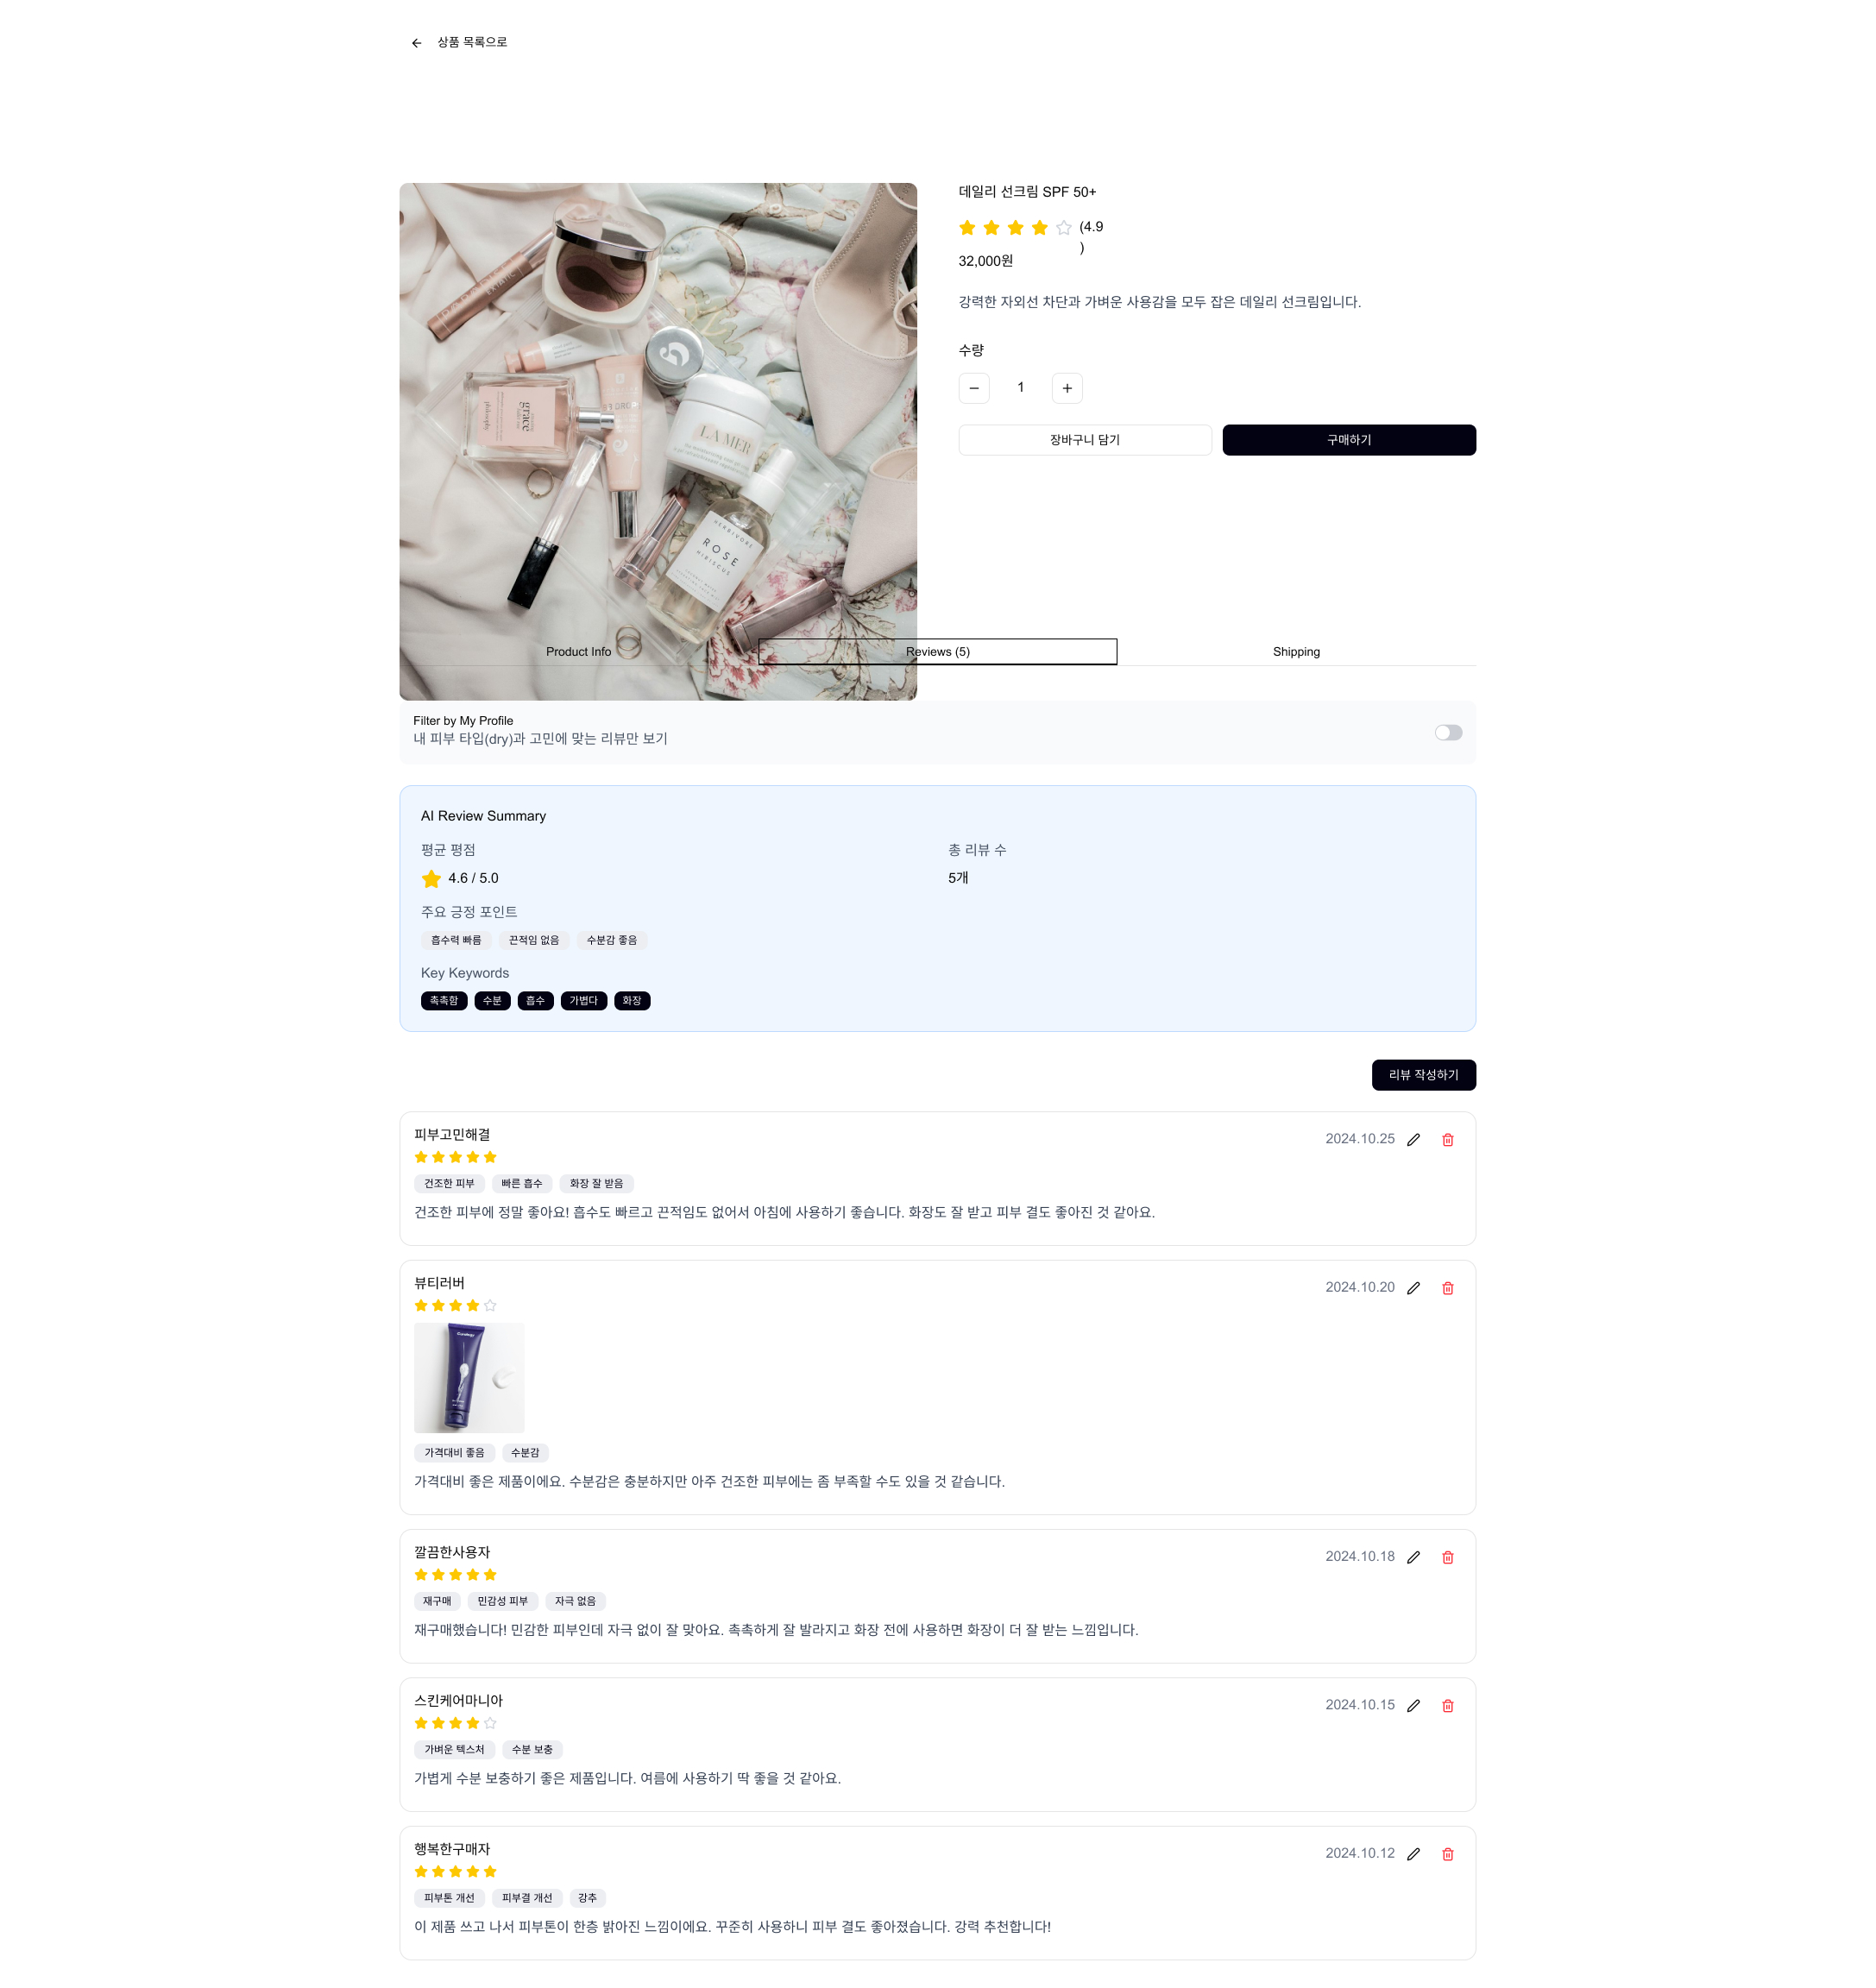 상품 목록으로
데일리 선크림 SPF 50+
(4.9
)
32,000원
강력한 자외선 차단과 가벼운 사용감을 모두 잡은 데일리 선크림입니다.
수량
1
장바구니 담기
구매하기
grace
philosophy
LA MER
HERBIVORE
ROSE
HIBISCUS
Product Info
Reviews (5)
Shipping
Filter by My Profile
내 피부 타입(dry)과 고민에 맞는 리뷰만 보기
AI Review Summary
평균 평점
4.6 / 5.0
총 리뷰 수
5개
주요 긍정 포인트
흡수력 빠름 끈적임 없음 수분감 좋음
Key Keywords
촉촉함 수분 흡수 가볍다 화장
리뷰 작성하기
피부고민해결
2024.10.25
건조한 피부 빠른 흡수 화장 잘 받음
건조한 피부에 정말 좋아요! 흡수도 빠르고 끈적임도 없어서 아침에 사용하기 좋습니다. 화장도 잘 받고 피부 결도 좋아진 것 같아요.
뷰티러버
2024.10.20
가격대비 좋음 수분감
가격대비 좋은 제품이에요. 수분감은 충분하지만 아주 건조한 피부에는 좀 부족할 수도 있을 것 같습니다.
깔끔한사용자
2024.10.18
재구매 민감성 피부 자극 없음
재구매했습니다! 민감한 피부인데 자극 없이 잘 맞아요. 촉촉하게 잘 발라지고 화장 전에 사용하면 화장이 더 잘 받는 느낌입니다.
스킨케어마니아
2024.10.15
가벼운 텍스처 수분 보충
가볍게 수분 보충하기 좋은 제품입니다. 여름에 사용하기 딱 좋을 것 같아요.
행복한구매자
2024.10.12
피부톤 개선 피부결 개선 강추
이 제품 쓰고 나서 피부톤이 한층 밝아진 느낌이에요. 꾸준히 사용하니 피부 결도 좋아졌습니다. 강력 추천합니다!